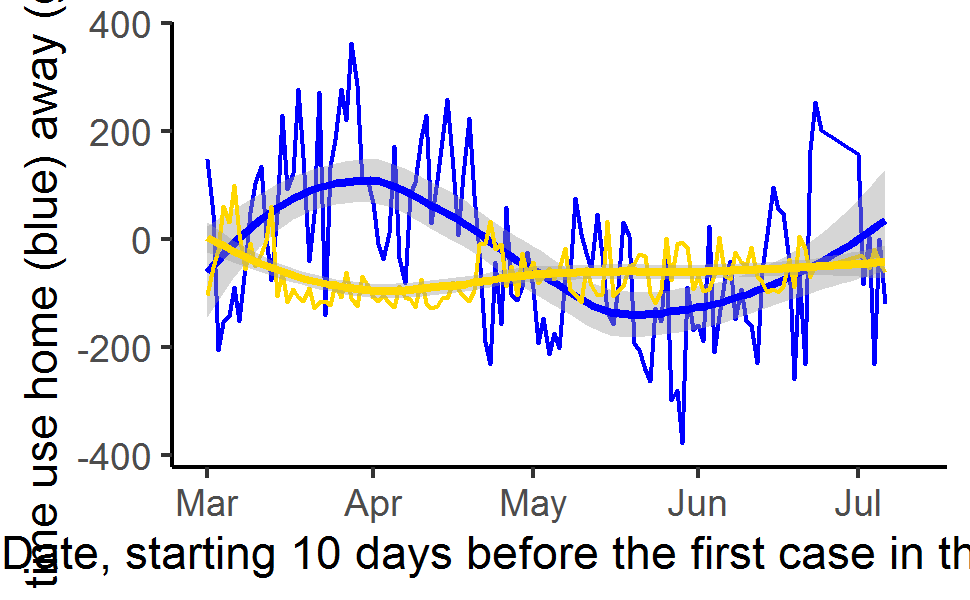 time use home (blue) away (
400
200
0
-200
-400
Mar Apr May Jun Jul
Date, starting 10 days before the first case in th